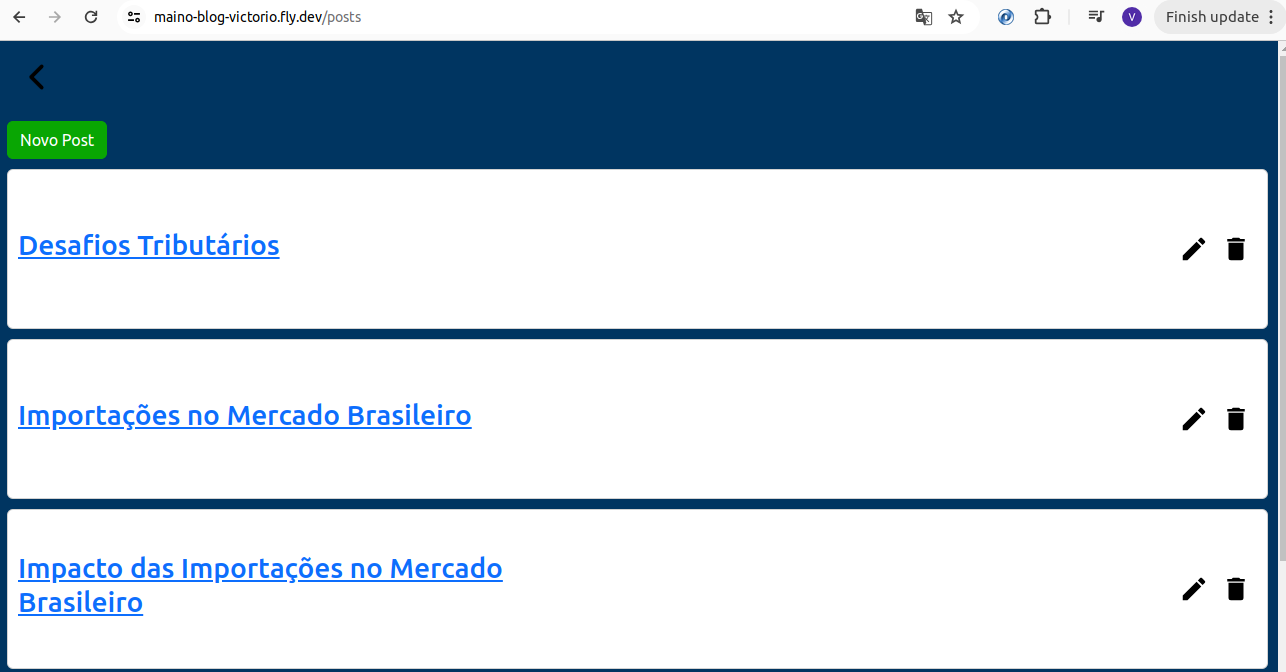 maino-blog-victorio.fly.dev/posts
V
Finish update
Novo Post
Desafios Tributários
Importações no Mercado Brasileiro
Impacto das Importações no Mercado
Brasileiro